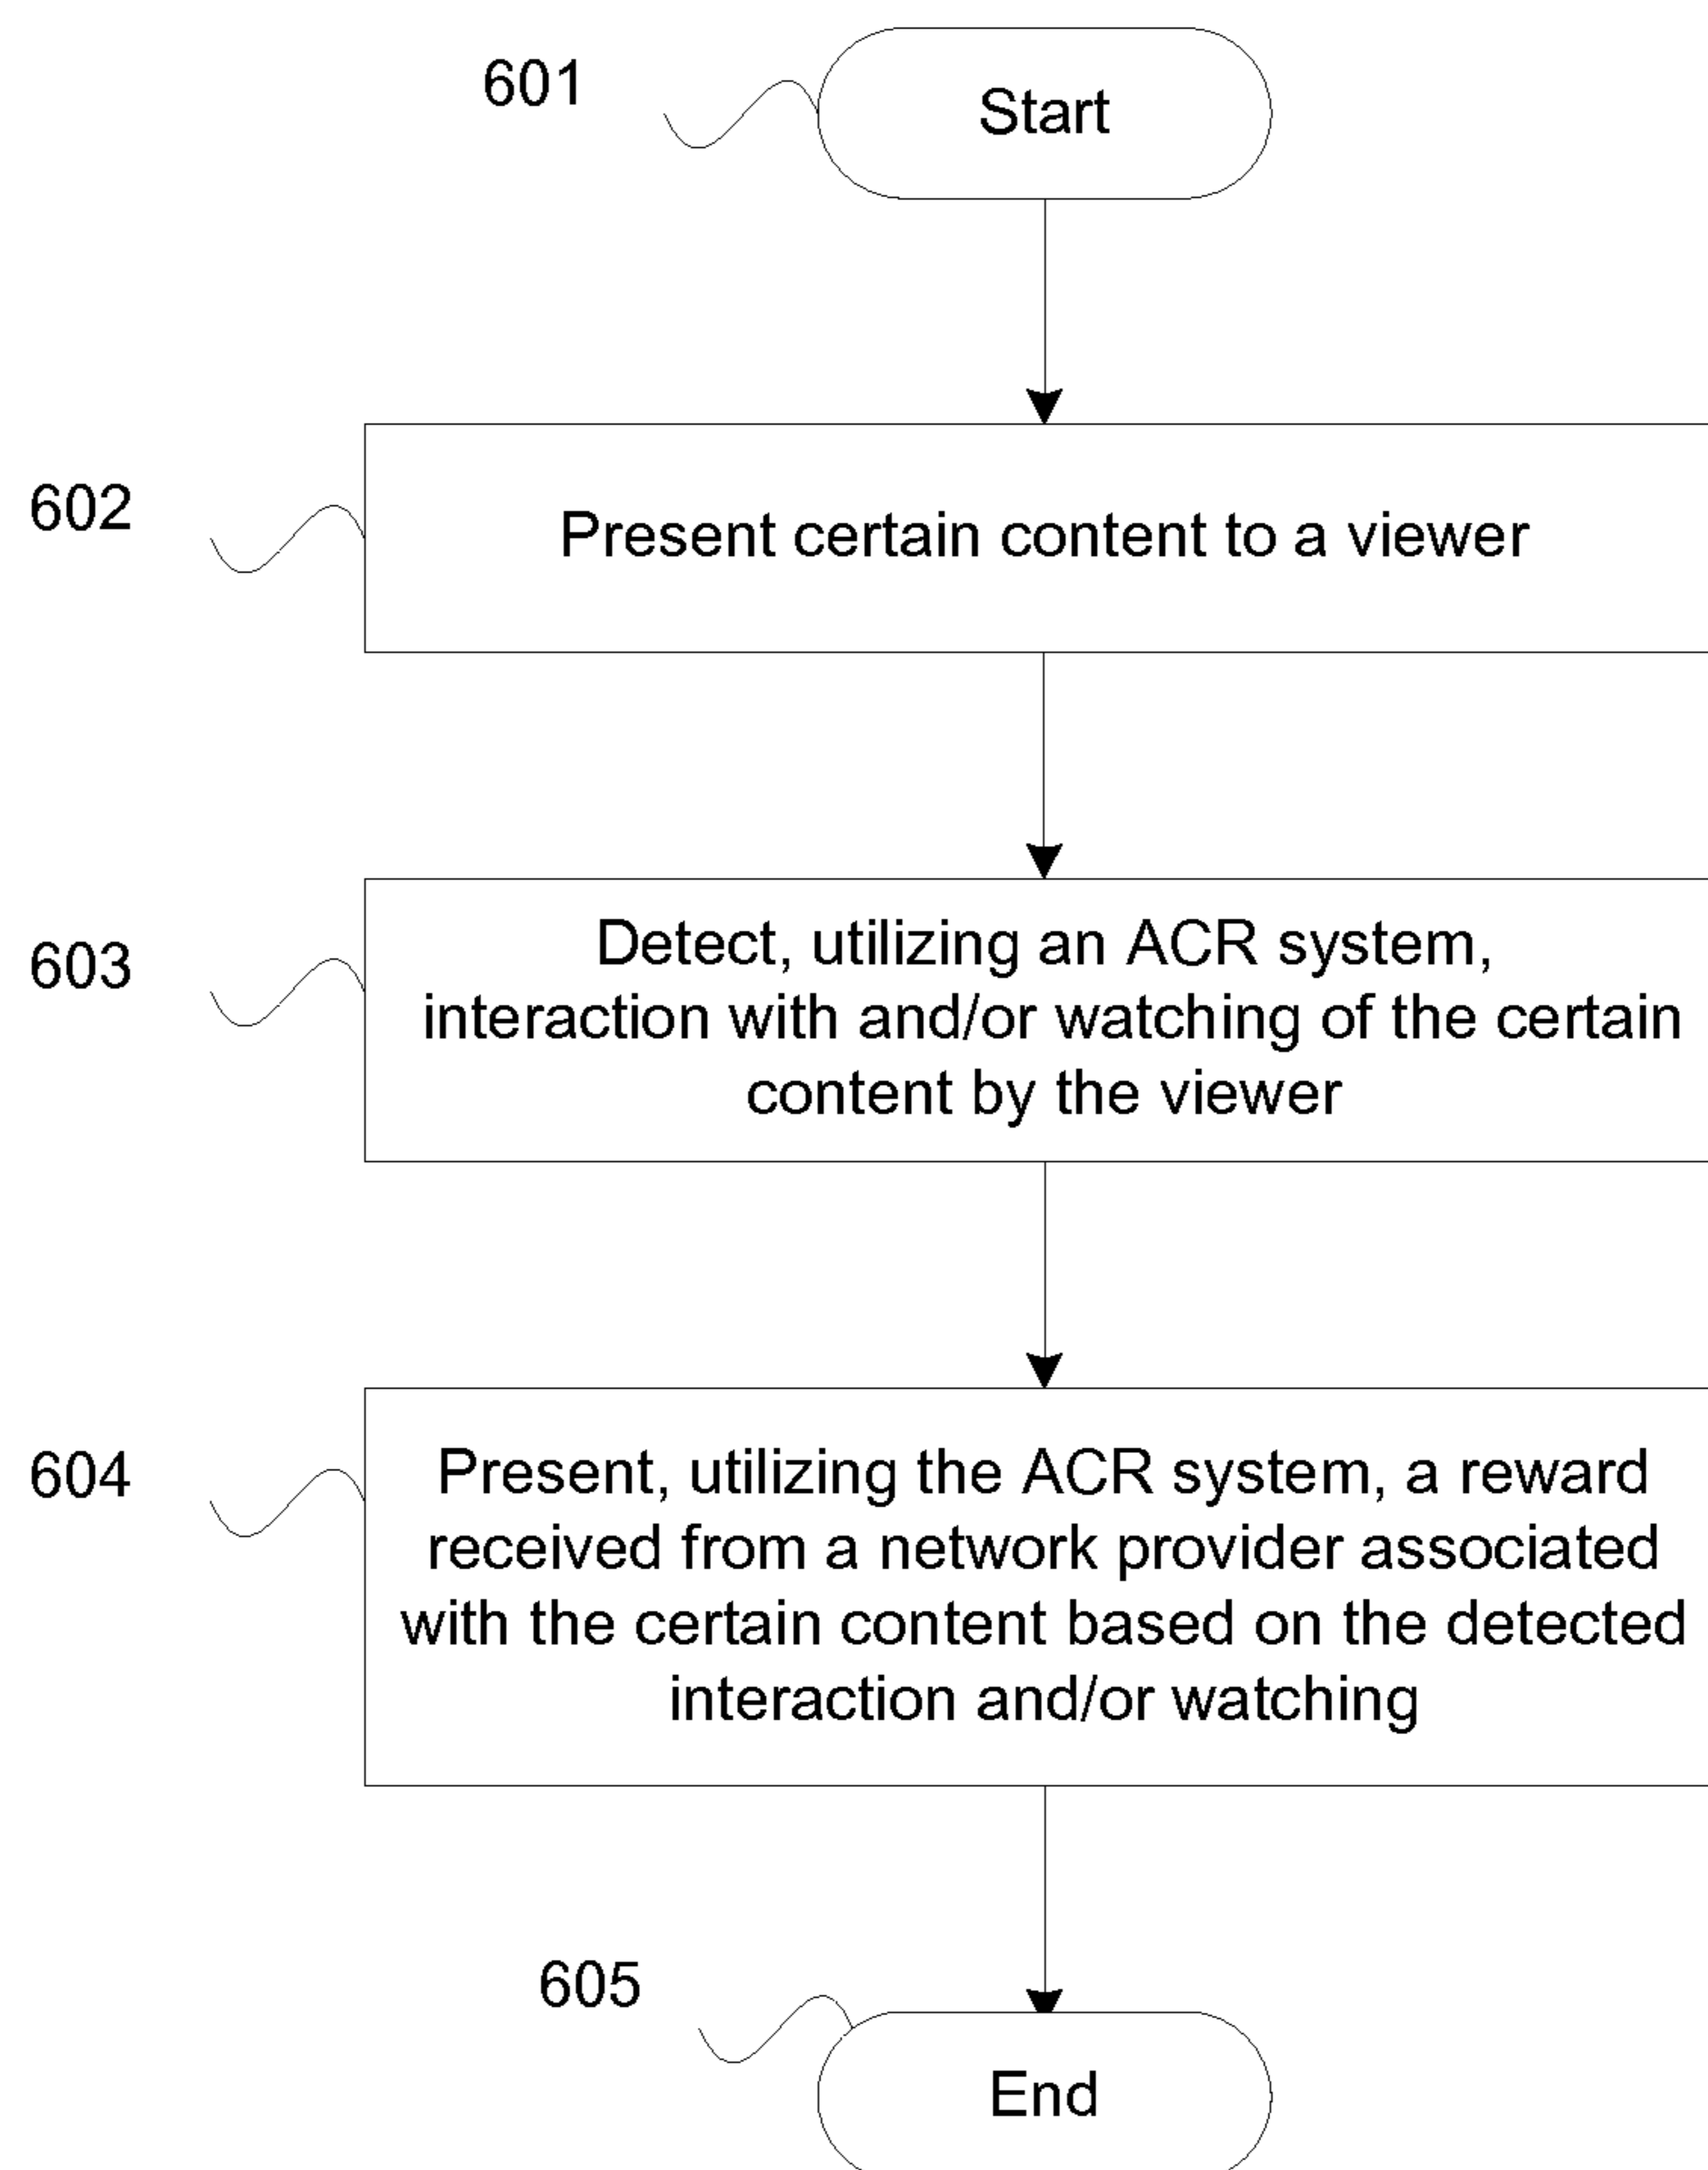 601
Start
602
Present certain content to a viewer
603
Detect, utilizing an ACR system,
interaction with and/or watching of the certain
content by the viewer
604
Present, utilizing the ACR system, a reward
received from a network provider associated
with the certain content based on the detected
interaction and/or watching
605
End